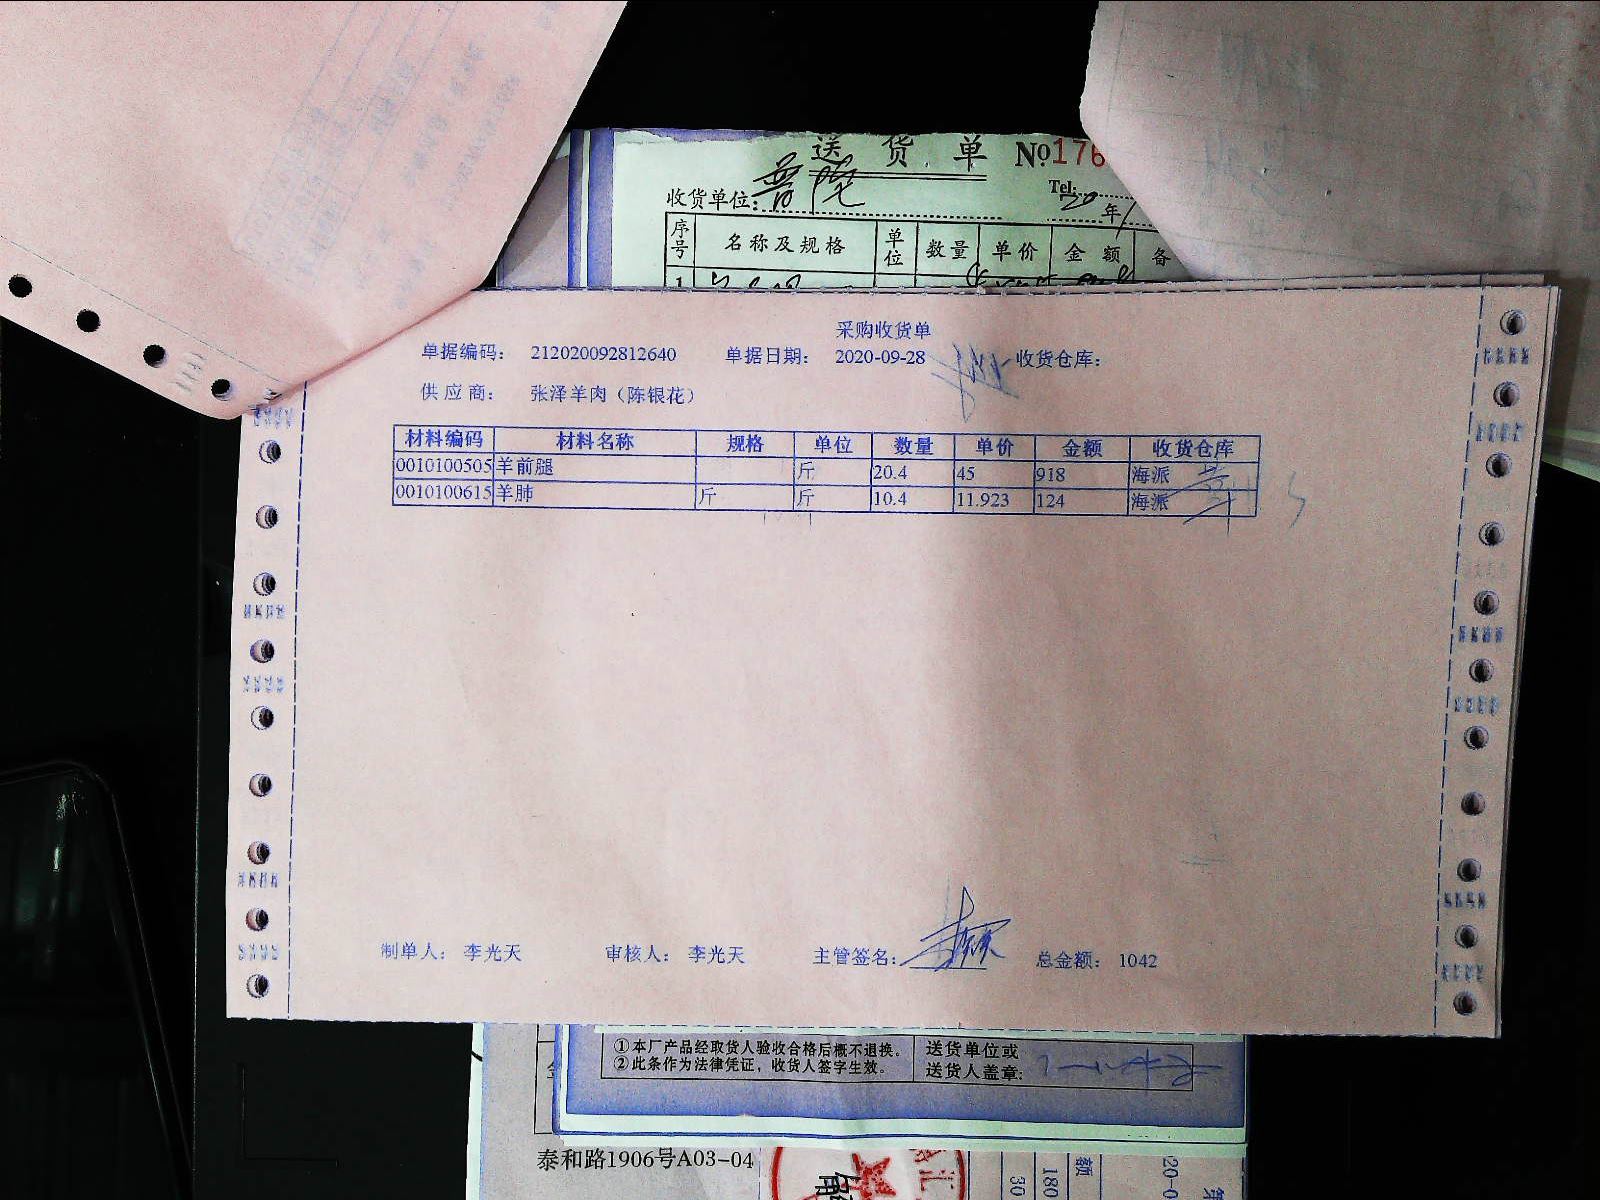 送货单 №176
Tel:
收货单位: 普陀
20年1
序号 名称及规格 单位 数量 单价 金额 备
1
采购收货单
单据编码: 212020092812640 单据日期: 2020-09-28 收货仓库:
供应商: 张泽羊肉（陈银花）
材料编码 材料名称 规格 单位 数量 单价 金额 收货仓库
0010100505 羊前腿 斤 20.4 45 918 海派
0010100615 羊肺 斤 斤 10.4 11.923 124 海派
制单人: 李光天 审核人: 李光天 主管签名: 总金额: 1042
①本厂产品经取货人验收合格后概不退换。 送货单位或
②此条作为法律凭证，收货人签字生效。 送货人盖章:
泰和路1906号A03-04
额
180
30